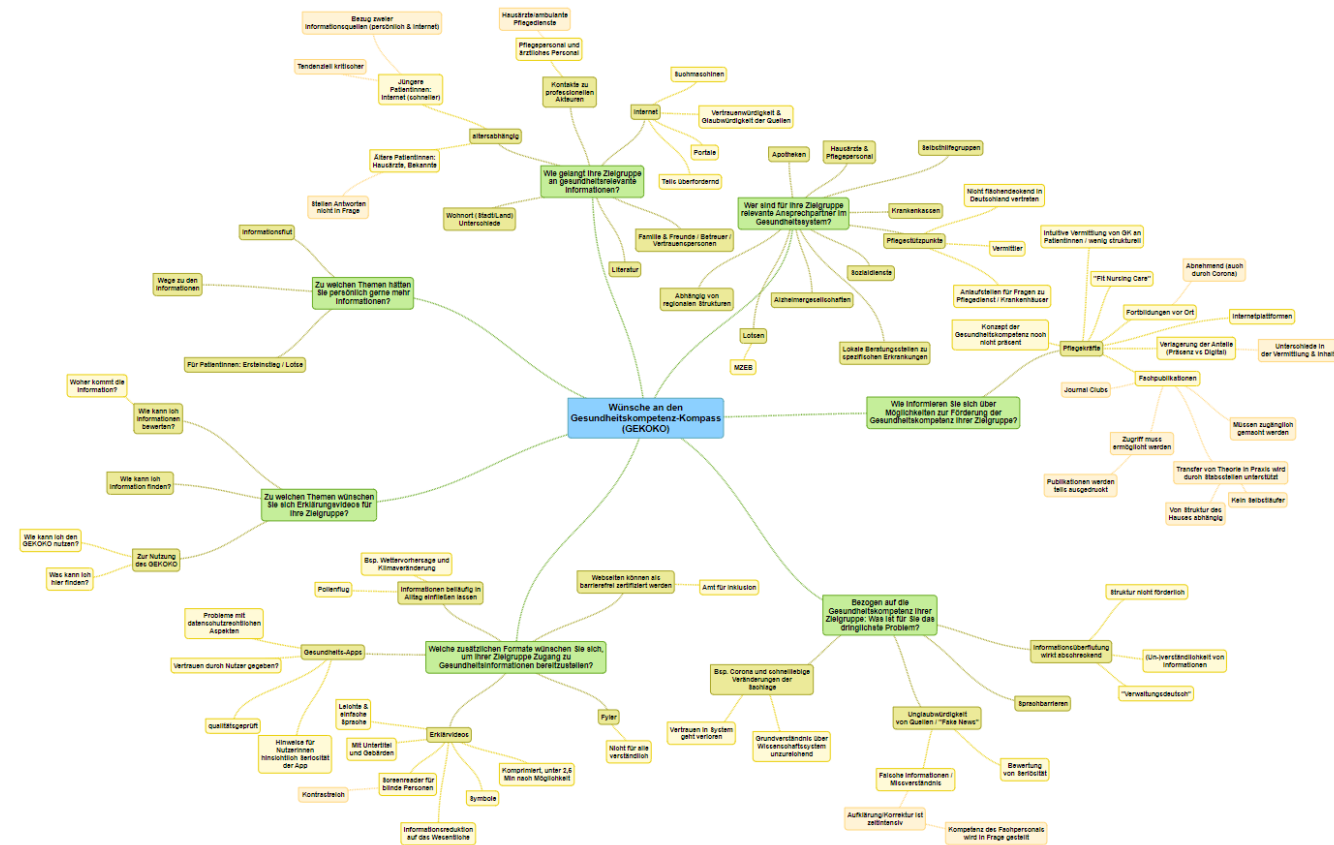 Bezug zweier
Informationsquellen (persönlich & Internet)
Tendenziell kritischer
Jüngere
Patientinnen:
Internet (schneller)
altersabhängig
Ältere Patientinnen:
Hausärzte, Bekannte
Stellen Antworten
nicht in Frage
Hausärzte/ambulante
Pflegedienste
Pflegepersonal und
ärztliches Personal
Kontakte zu
professionellen
Akteuren
Internet
Suchmaschinen
Vertrauenwürdigkeit &
Glaubwürdigkeit der Quellen
Portale
Teils überfordernd
Wie gelangt Ihre Zielgruppe
an gesundheitsrelevante
Informationen?
Wohnort (Stadt/Land)
Unterschiede
Familie & Freunde / Betreuer /
Vertrauenspersonen
Literatur
Apotheken
Hausärzte &
Pflegepersonal
Selbsthilfegruppen
Wer sind für Ihre Zielgruppe
relevante Ansprechpartner im
Gesundheitssystem?
Krankenkassen
Pflegestützpunkte
Nicht flächendeckend in
Deutschland vertreten
Vermittler
Anlaufstellen für Fragen zu
Pflegedienst / Krankenhäuser
Sozialdienste
Abhängig von
regionalen Strukturen
Alzheimergesellschaften
Lotsen
MZEB
Lokale Beratungsstellen zu
spezifischen Erkrankungen
Informationsflut
Wege zu den
Informationen
Zu welchen Themen hätten
Sie persönlich gerne mehr
Informationen?
Für Patientinnen: Ersteinstieg / Lotse
Intuitive Vermittlung von GK an
Patientinnen / wenig strukturell
"Fit Nursing Care"
Abnehmend (auch
durch Corona)
Fortbildungen vor Ort
Internetplattformen
Konzept der
Gesundheitskompetenz noch
nicht präsent
Pflegekräfte
Verlagerung der Anteile
(Präsenz vs Digital)
Unterschiede in
der Vermittlung & Inhalt
Fachpublikationen
Journal Clubs
Müssen zugänglich
gemacht werden
Zugriff muss
ermöglicht werden
Publikationen werden
teils ausgedruckt
Transfer von Theorie in Praxis wird
durch Stabsstellen unterstützt
Kein Selbstläufer
Von Struktur des
Hauses abhängig
Wie informieren Sie sich über
Möglichkeiten zur Förderung der
Gesundheitskompetenz Ihrer Zielgruppe?
Wünsche an den
Gesundheitskompetenz-Kompass
(GEKOKO)
Woher kommt die
Information?
Wie kann ich
Informationen
bewerten?
Wie kann ich
Information finden?
Zu welchen Themen wünschen
Sie sich Erklärungsvideos für
Ihre Zielgruppe?
Wie kann ich den
GEKOKO nutzen?
Zur Nutzung
des GEKOKO
Was kann ich
hier finden?
Bsp. Wettervorhersage und
Klimaveränderung
Pollenflug
Informationen beiläufig in
Alltag einfließen lassen
Webseiten können als
barrierefrei zertifiziert werden
Amt für Inklusion
Welche zusätzlichen Formate wünschen Sie sich,
um Ihrer Zielgruppe Zugang zu
Gesundheitsinformationen bereitzustellen?
Probleme mit
datenschutzrechtlichen
Aspekten
Gesundheits-Apps
Vertrauen durch Nutzer gegeben?
qualitätsgeprüft
Hinweise für
Nutzerinnen
hinsichtlich Seriosität
der App
Leichte &
einfache
Sprache
Erklärvideos
Mit Untertitel
und Gebärden
Screenreader für
blinde Personen
Kontrastreich
Informationsreduktion
auf das Wesentliche
Symbole
Komprimiert, unter 2,5
Min nach Möglichkeit
Fyler
Nicht für alle
verständlich
Bezogen auf die
Gesundheitskompetenz Ihrer
Zielgruppe: Was ist für Sie das
dringlichste Problem?
Struktur nicht förderlich
Informationsüberflutung
wirkt abschreckend
(Un-)verständlichkeit von
Informationen
"Verwaltungsdeutsch"
Sprachbarrieren
Bsp. Corona und schnelllebige
Veränderungen der
Sachlage
Vertrauen in System
geht verloren
Grundverständnis über
Wissenschaftssystem
unzureichend
Unglaubwürdigkeit
von Quellen / "Fake News"
Falsche Informationen /
Missverständnis
Bewertung
von Seriösität
Aufklärung/Korrektur ist
zeitintensiv
Kompetenz des Fachpersonals
wird in Frage gestellt